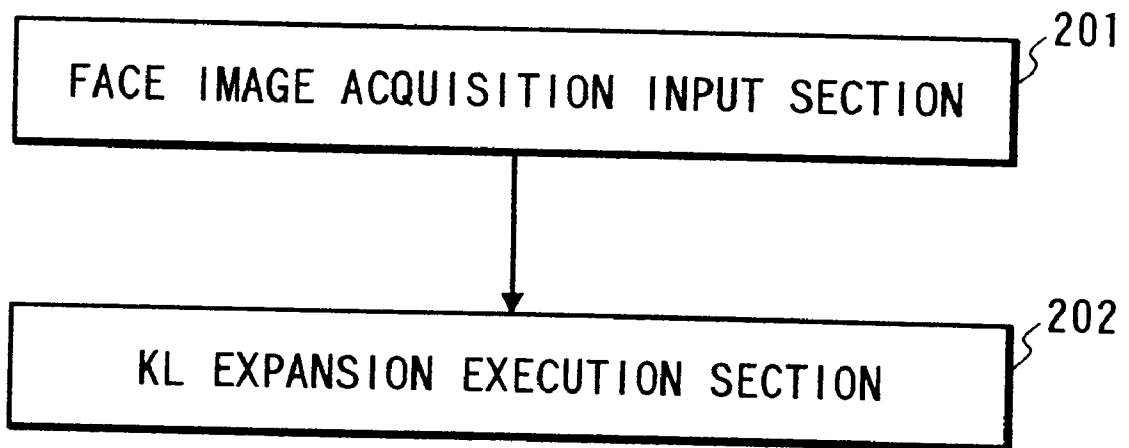 201
FACE IMAGE ACQUISITION INPUT SECTION
202
KL EXPANSION EXECUTION SECTION